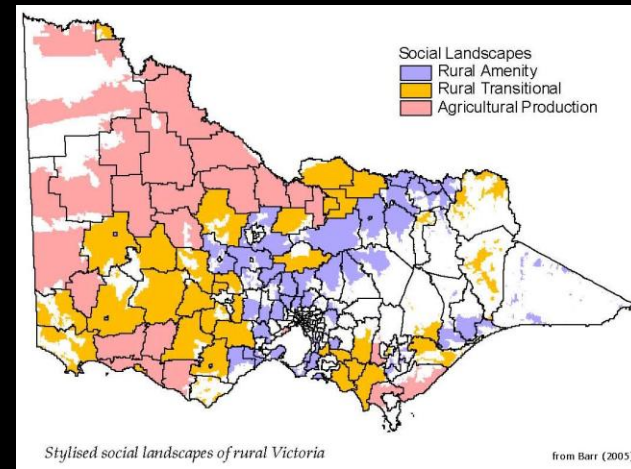 Social Landscapes
Rural Amenity
Rural Transitional
Agricultural Production
Stylised social landscapes of rural Victoria
from Barr (2005)